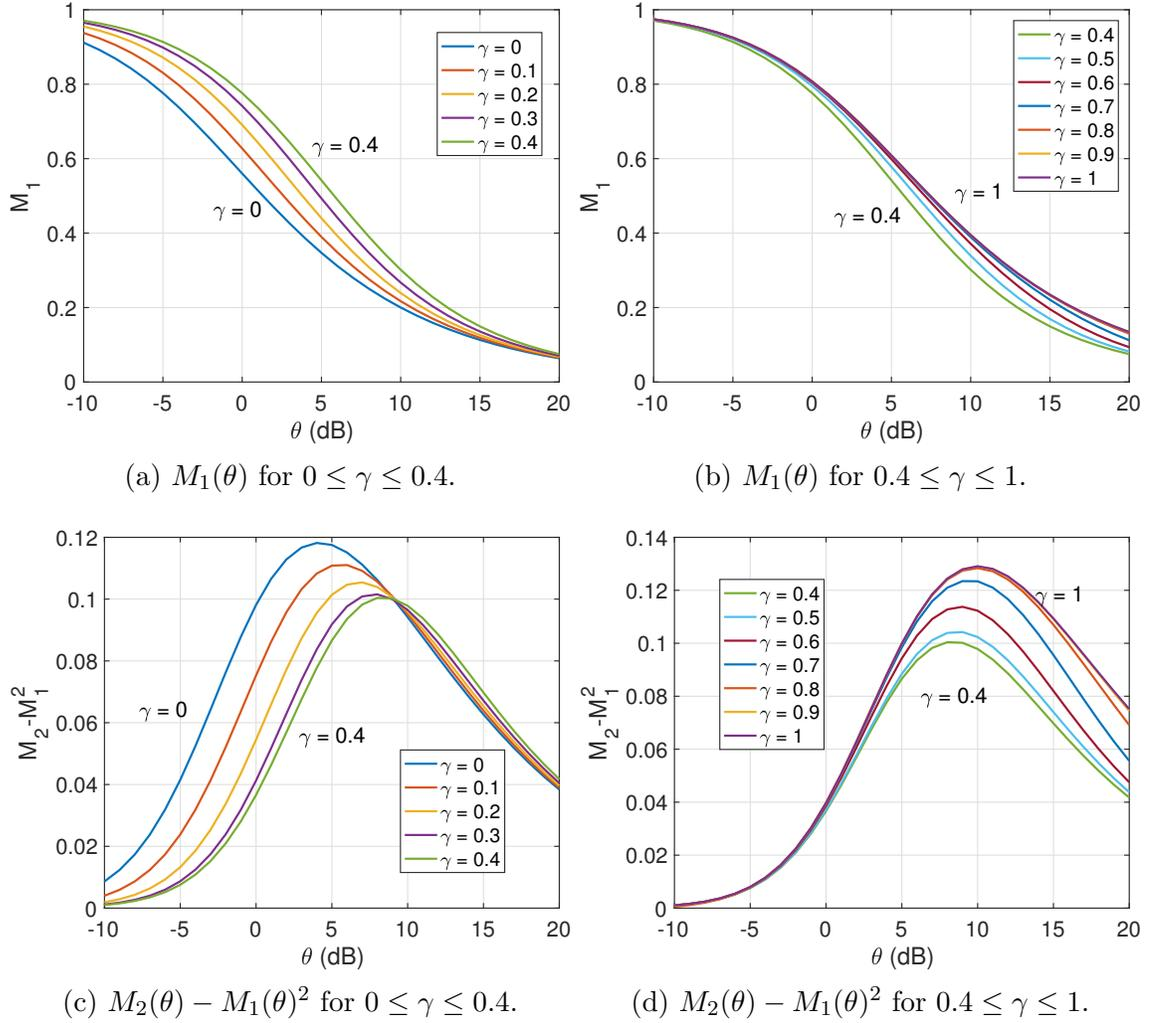 1
0.8
0.6
0.4
0.2
0
M1
-10 -5 0 5 10 15 20
θ (dB)
γ = 0
γ = 0.1
γ = 0.2
γ = 0.3
γ = 0.4
γ = 0.4
γ = 0
(a) M1(θ) for 0 ≤ γ ≤ 0.4.
1
0.8
0.6
0.4
0.2
0
M1
-10 -5 0 5 10 15 20
θ (dB)
γ = 0.4
γ = 0.5
γ = 0.6
γ = 0.7
γ = 0.8
γ = 0.9
γ = 1
γ = 1
γ = 0.4
(b) M1(θ) for 0.4 ≤ γ ≤ 1.
0.12
0.1
0.08
0.06
0.04
0.02
0
M2-M1²
-10 -5 0 5 10 15 20
θ (dB)
γ = 0
γ = 0.4
γ = 0
γ = 0.1
γ = 0.2
γ = 0.3
γ = 0.4
(c) M2(θ) − M1(θ)² for 0 ≤ γ ≤ 0.4.
0.14
0.12
0.1
0.08
0.06
0.04
0.02
0
M2-M1²
-10 -5 0 5 10 15 20
θ (dB)
γ = 0.4
γ = 0.5
γ = 0.6
γ = 0.7
γ = 0.8
γ = 0.9
γ = 1
γ = 1
γ = 0.4
(d) M2(θ) − M1(θ)² for 0.4 ≤ γ ≤ 1.